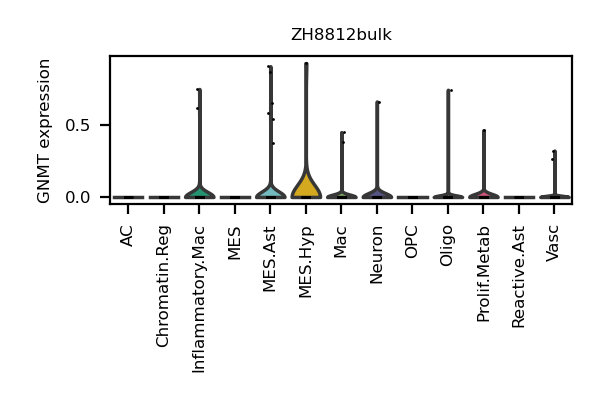 ZH8812bulk
GNMT expression
0.5
0.0
AC
Chromatin.Reg
Inflammatory.Mac
MES
MES.Ast
MES.Hyp
Mac
Neuron
OPC
Oligo
Prolif.Metab
Reactive.Ast
Vasc